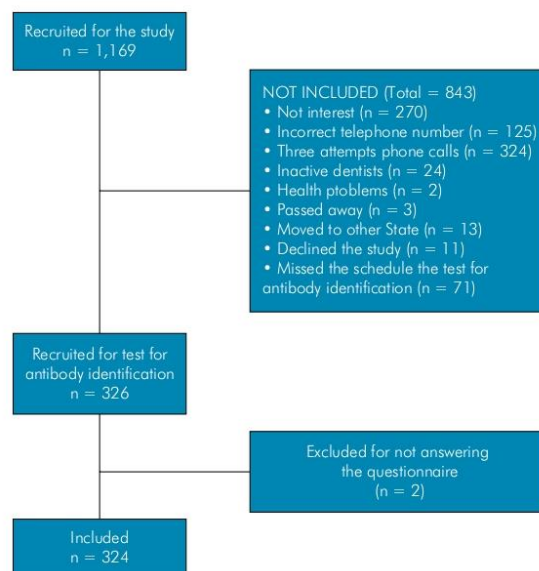 Recruited for the study
n = 1,169
NOT INCLUDED (Total = 843)
• Not interest (n = 270)
• Incorrect telephone number (n = 125)
• Three attempts phone calls (n = 324)
• Inactive dentists (n = 24)
• Health ptoblems (n = 2)
• Passed away (n = 3)
• Moved to other State (n = 13)
• Declined the study (n = 11)
• Missed the schedule the test for
antibody identification (n = 71)
Recruited for test for
antibody identification
n = 326
Excluded for not answering
the questionnaire
(n = 2)
Included
n = 324